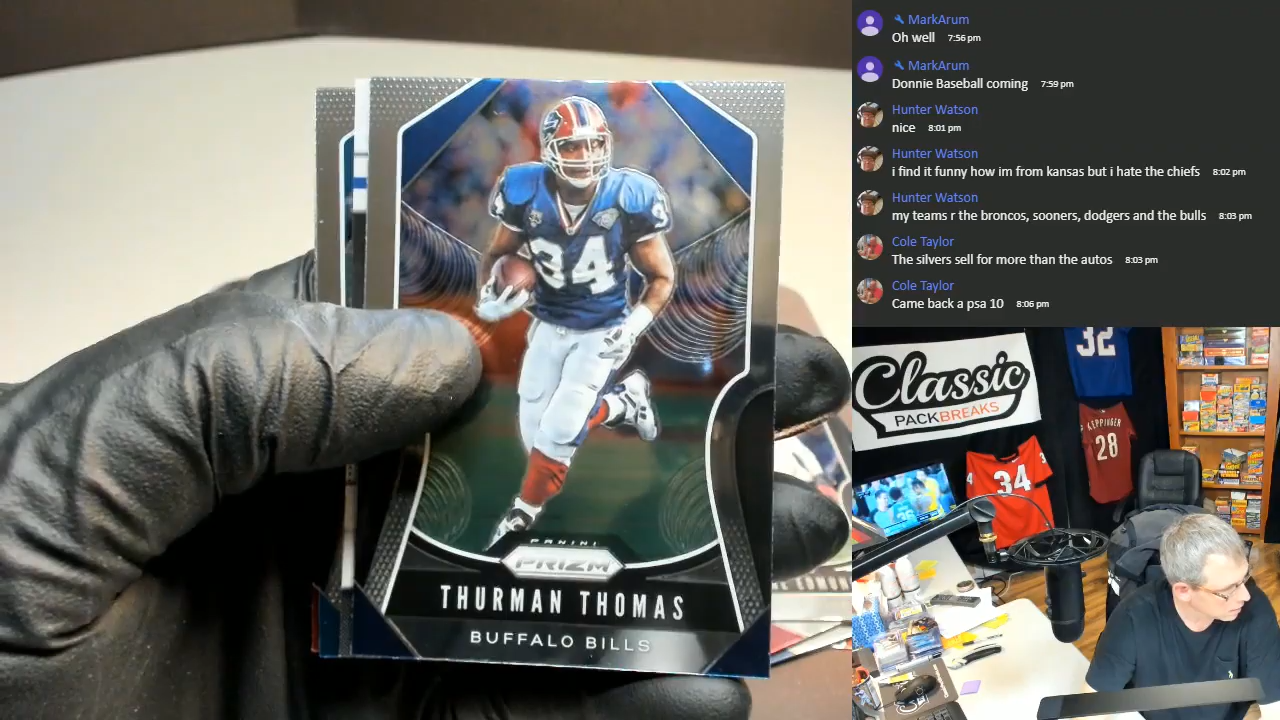 34
34
PANINI
PRIZM
THURMAN THOMAS
BUFFALO BILLS
MarkArum
Oh well 7:56 pm
MarkArum
Donnie Baseball coming 7:59 pm
Hunter Watson
nice 8:01 pm
Hunter Watson
i find it funny how im from kansas but i hate the chiefs 8:02 pm
Hunter Watson
my teams r the broncos, sooners, dodgers and the bulls 8:03 pm
Cole Taylor
The silvers sell for more than the autos 8:03 pm
Cole Taylor
Came back a psa 10 8:06 pm
Classic
PACKBREAKS
32
KEPPINGER
28
34